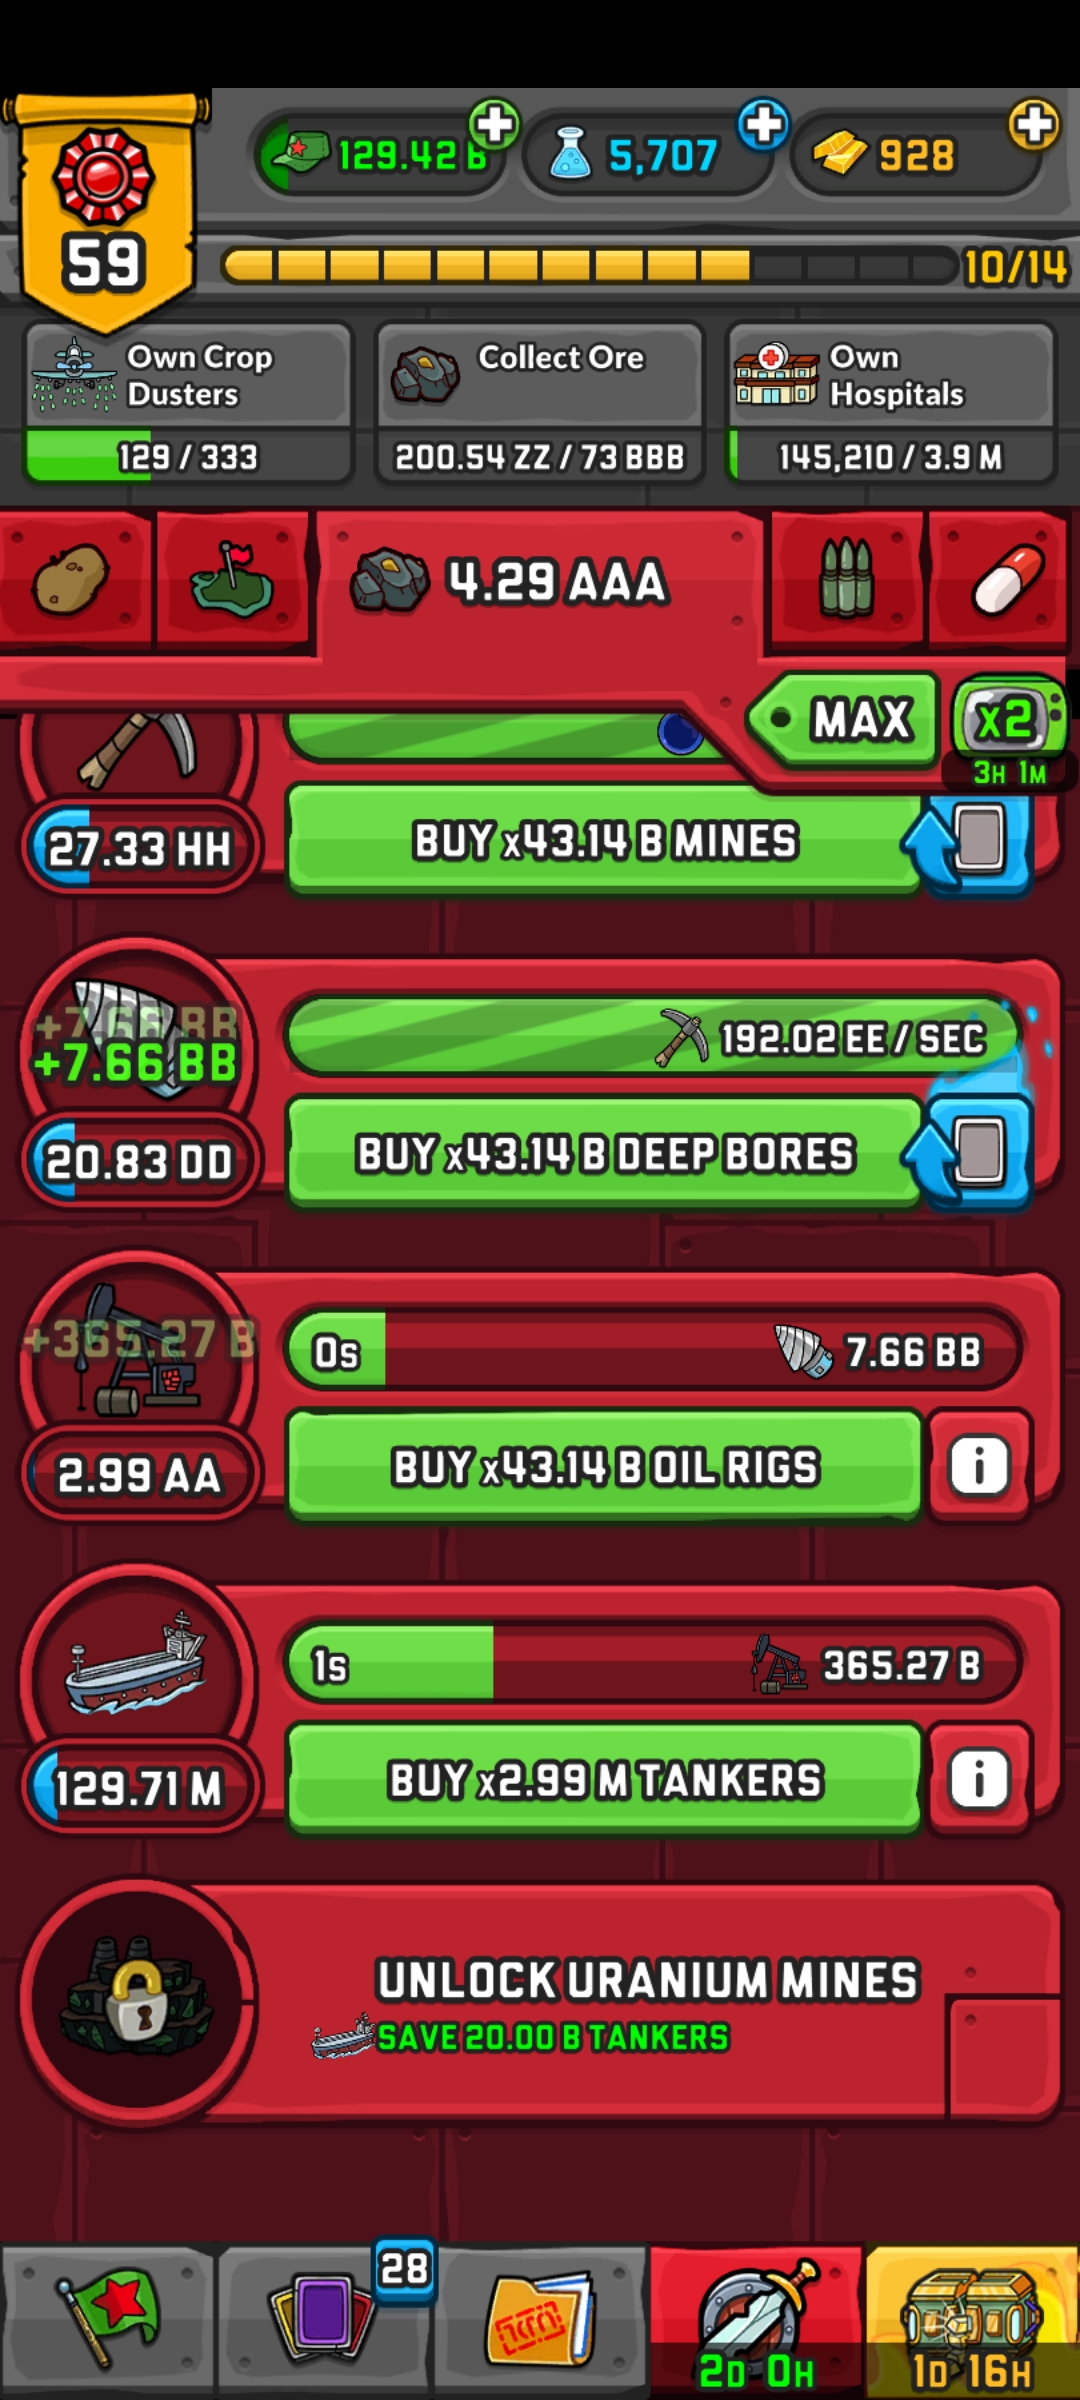 129.42 B
5,707
928
59
10/14
Own Crop
Dusters
129 / 333
Collect Ore
200.54 ZZ / 73 BBB
Own
Hospitals
145,210 / 3.9 M
4.29 AAA
MAX
x2
3H 1M
27.33 HH
BUY x43.14 B MINES
+7.66 BB
+7.66 BB
192.02 EE / SEC
20.83 DD
BUY x43.14 B DEEP BORES
+365.27 B
0s
7.66 BB
2.99 AA
BUY x43.14 B OIL RIGS
i
1s
365.27 B
129.71 M
BUY x2.99 M TANKERS
i
UNLOCK URANIUM MINES
SAVE 20.00 B TANKERS
28
2D 0H
1D 16H